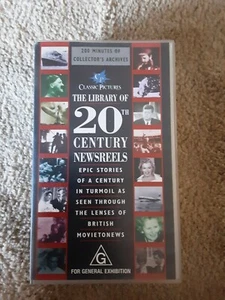 280 MINUTES OF
COLLECTOR'S ARCHIVES
CLASSIC PICTURES
THE LIBRARY OF
20TH
CENTURY
NEWSREELS
EPIC STORIES
OF A CENTURY
IN TURMOIL AS
SEEN THROUGH
THE LENSES OF
BRITISH
MOVIETONEWS
G
FOR GENERAL EXHIBITION